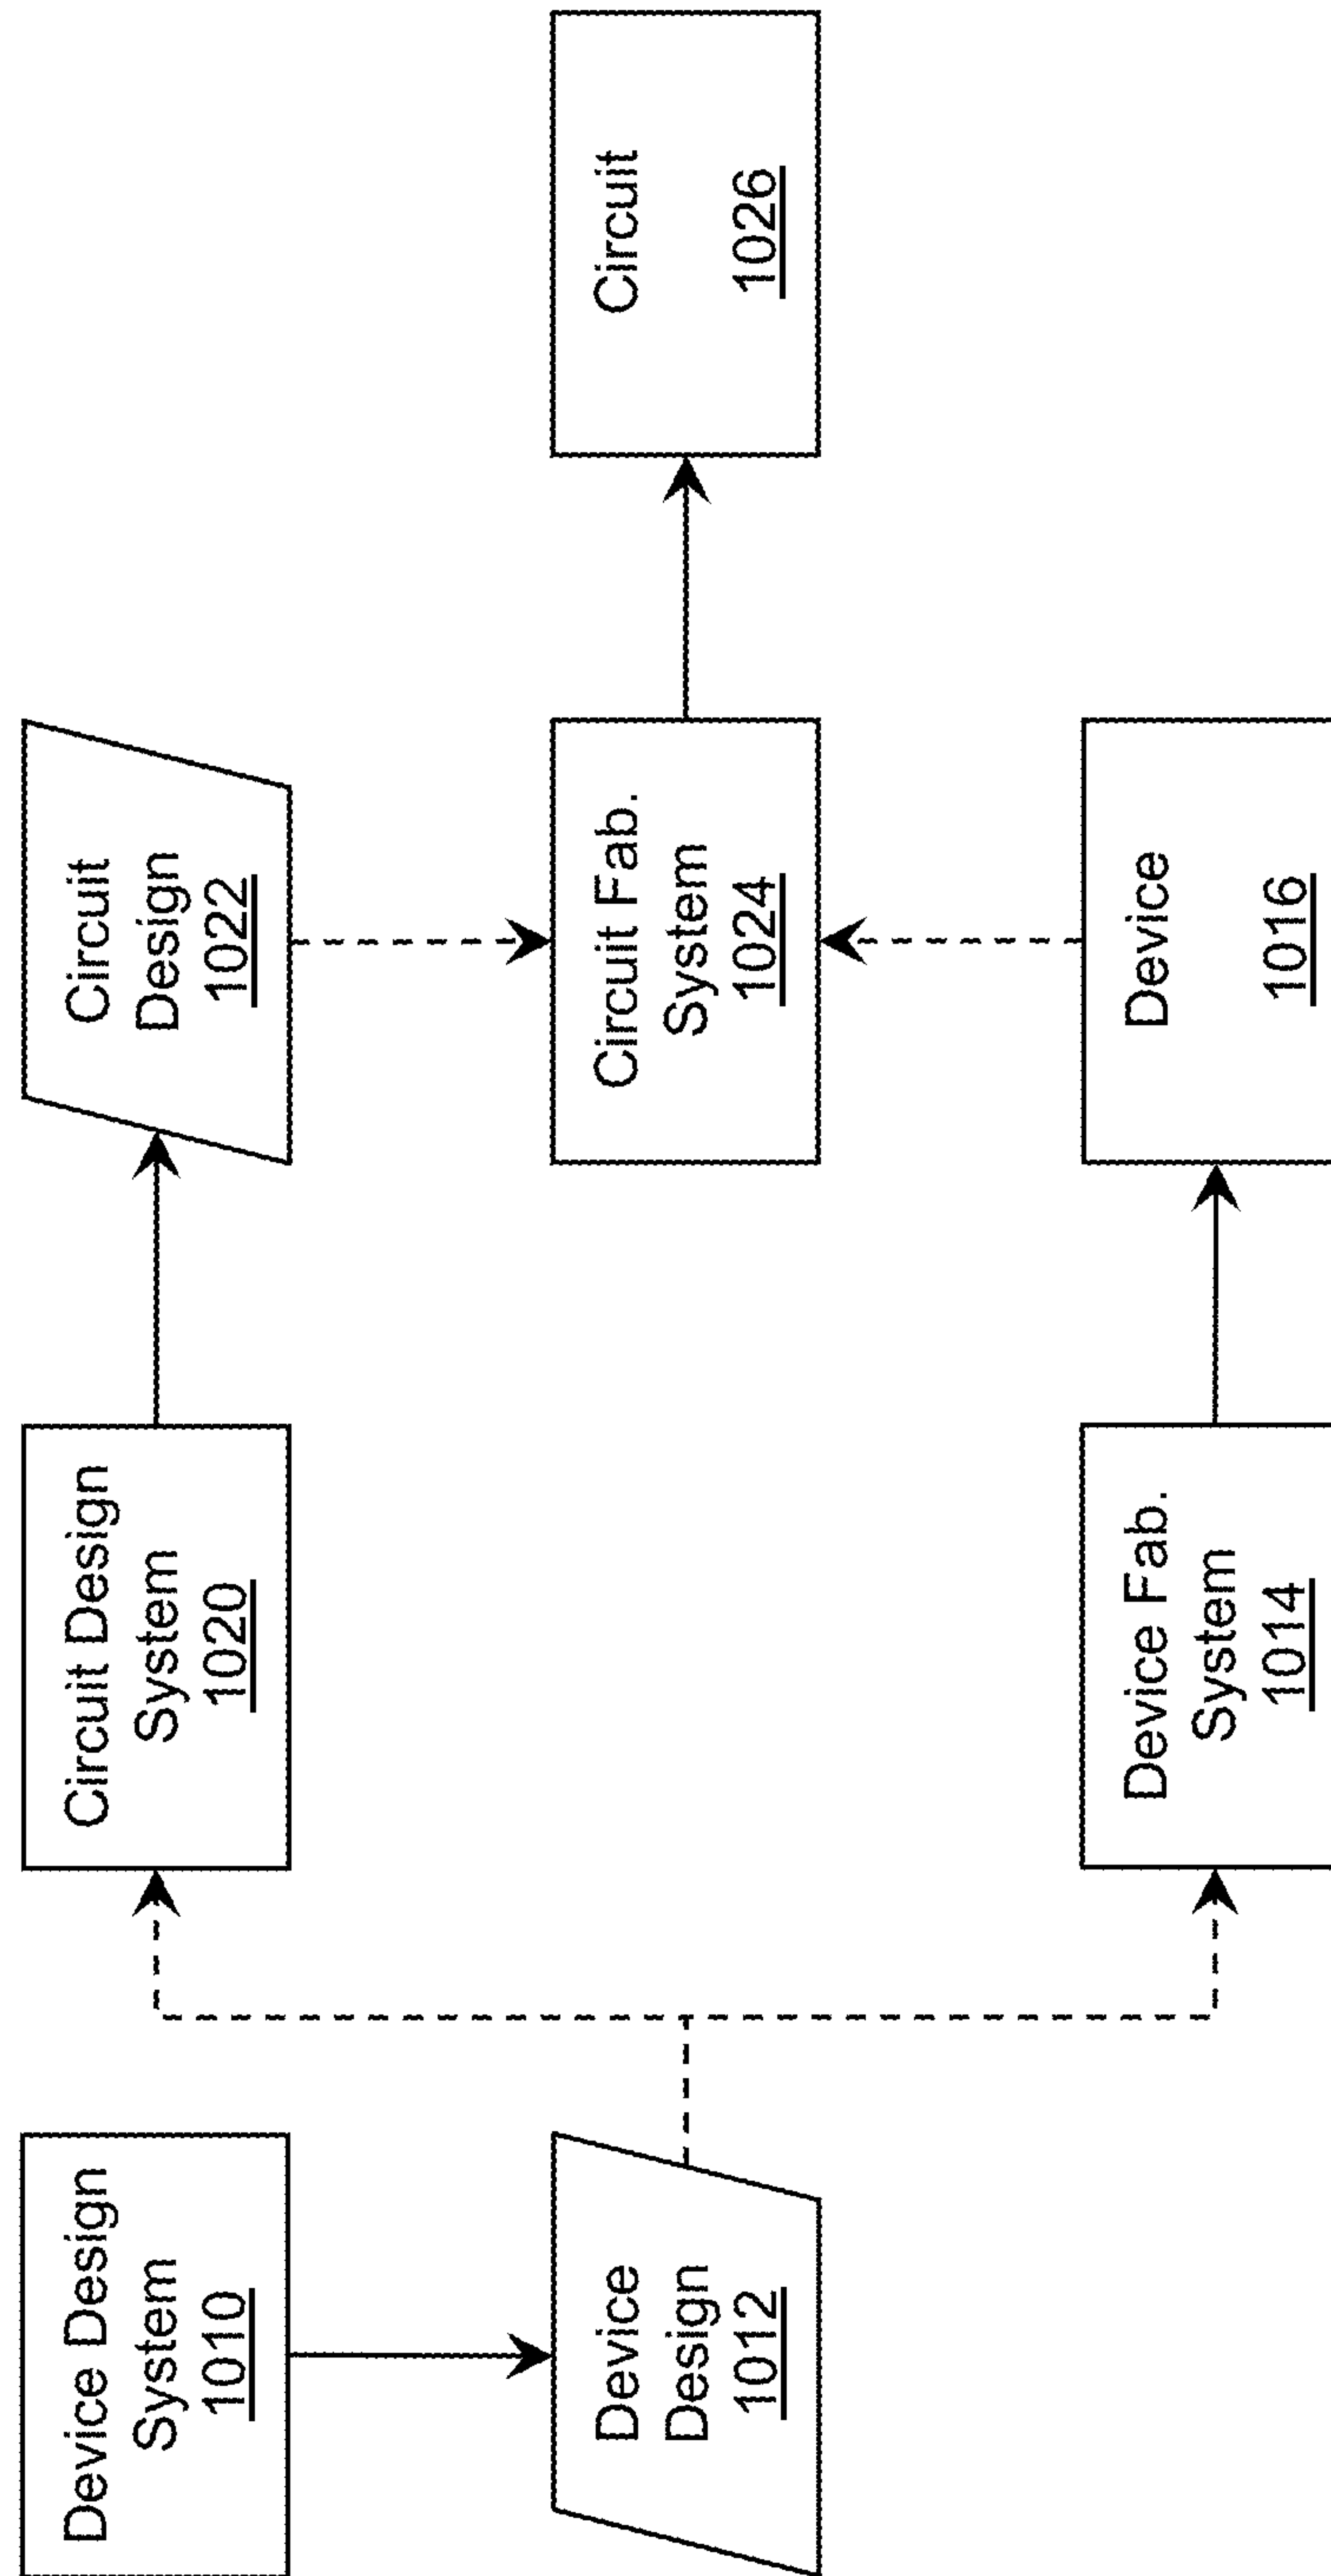 Device Design
System
1010
Device
Design
1012
Circuit Design
System
1020
Device Fab.
System
1014
Circuit
Design
1022
Circuit Fab.
System
1024
Device
1016
Circuit
1026